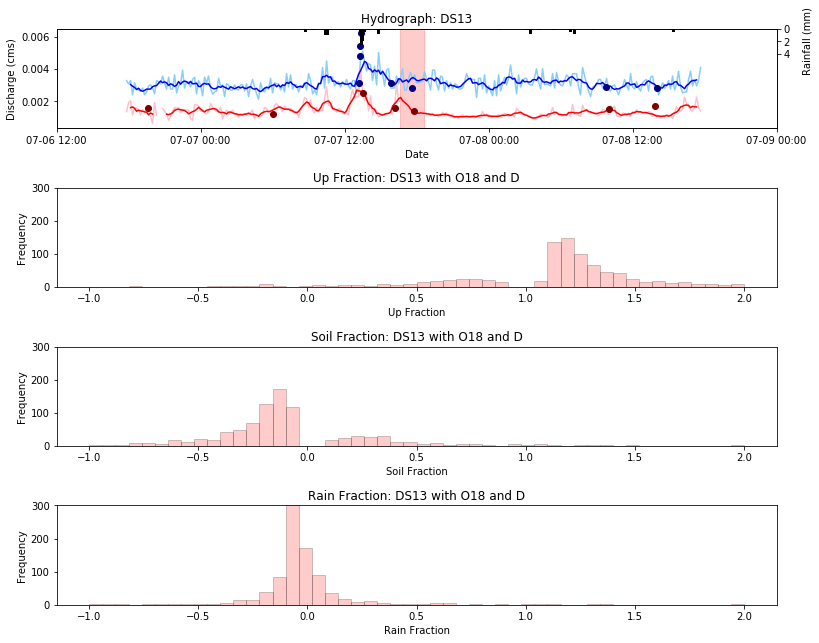 Hydrograph: DS13
0.006
0.004
0.002
Discharge (cms)
0
2
4
Rainfall (mm)
07-06 12:00 07-07 00:00 07-07 12:00 07-08 00:00 07-08 12:00 07-09 00:00
Date
Up Fraction: DS13 with O18 and D
300
200
100
0
Frequency
−1.0 −0.5 0.0 0.5 1.0 1.5 2.0
Up Fraction
Soil Fraction: DS13 with O18 and D
300
200
100
0
Frequency
−1.0 −0.5 0.0 0.5 1.0 1.5 2.0
Soil Fraction
Rain Fraction: DS13 with O18 and D
300
200
100
0
Frequency
−1.0 −0.5 0.0 0.5 1.0 1.5 2.0
Rain Fraction